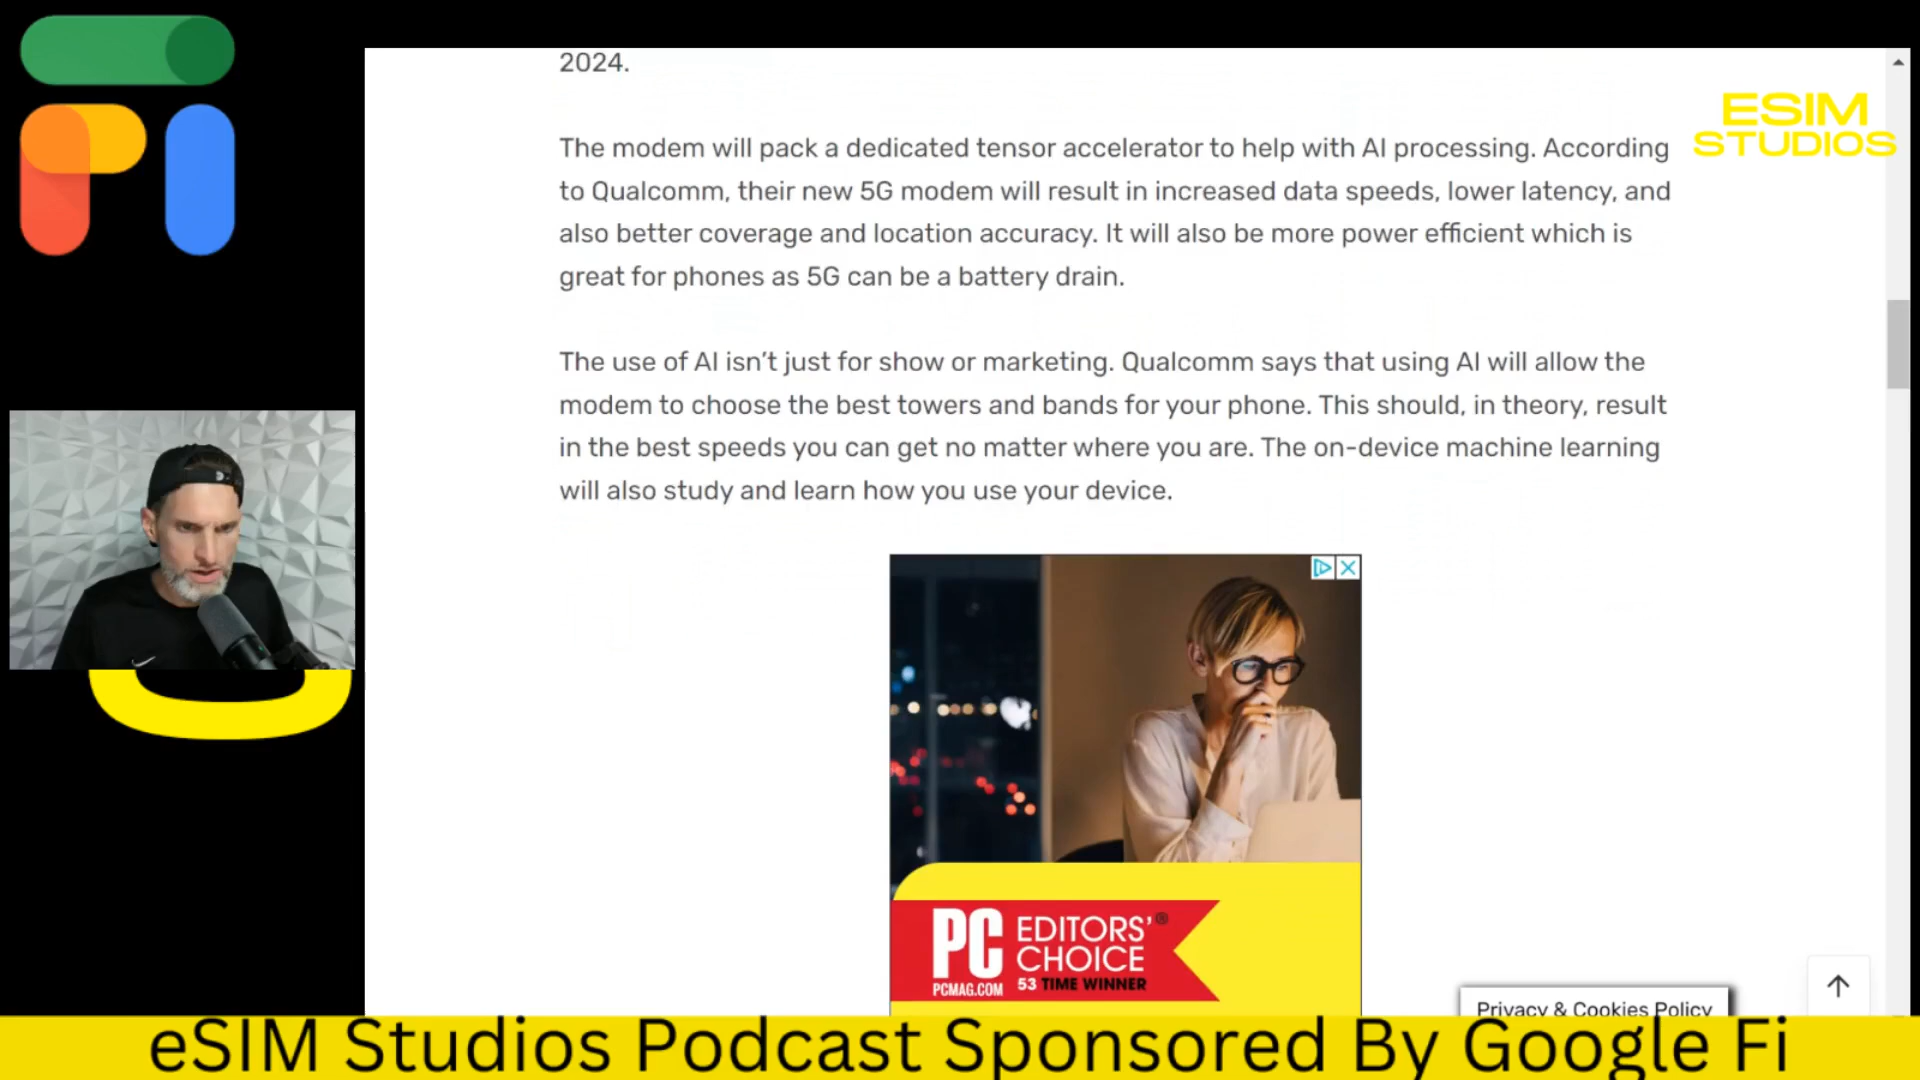 2024.
ESIM
STUDIOS
The modem will pack a dedicated tensor accelerator to help with AI processing. According
to Qualcomm, their new 5G modem will result in increased data speeds, lower latency, and
also better coverage and location accuracy. It will also be more power efficient which is
great for phones as 5G can be a battery drain.
The use of AI isn’t just for show or marketing. Qualcomm says that using AI will allow the
modem to choose the best towers and bands for your phone. This should, in theory, result
in the best speeds you can get no matter where you are. The on-device machine learning
will also study and learn how you use your device.
PC
PCMAG.COM
EDITORS’®
CHOICE
53 TIME WINNER
Privacy & Cookies Policy
eSIM Studios Podcast Sponsored By Google Fi